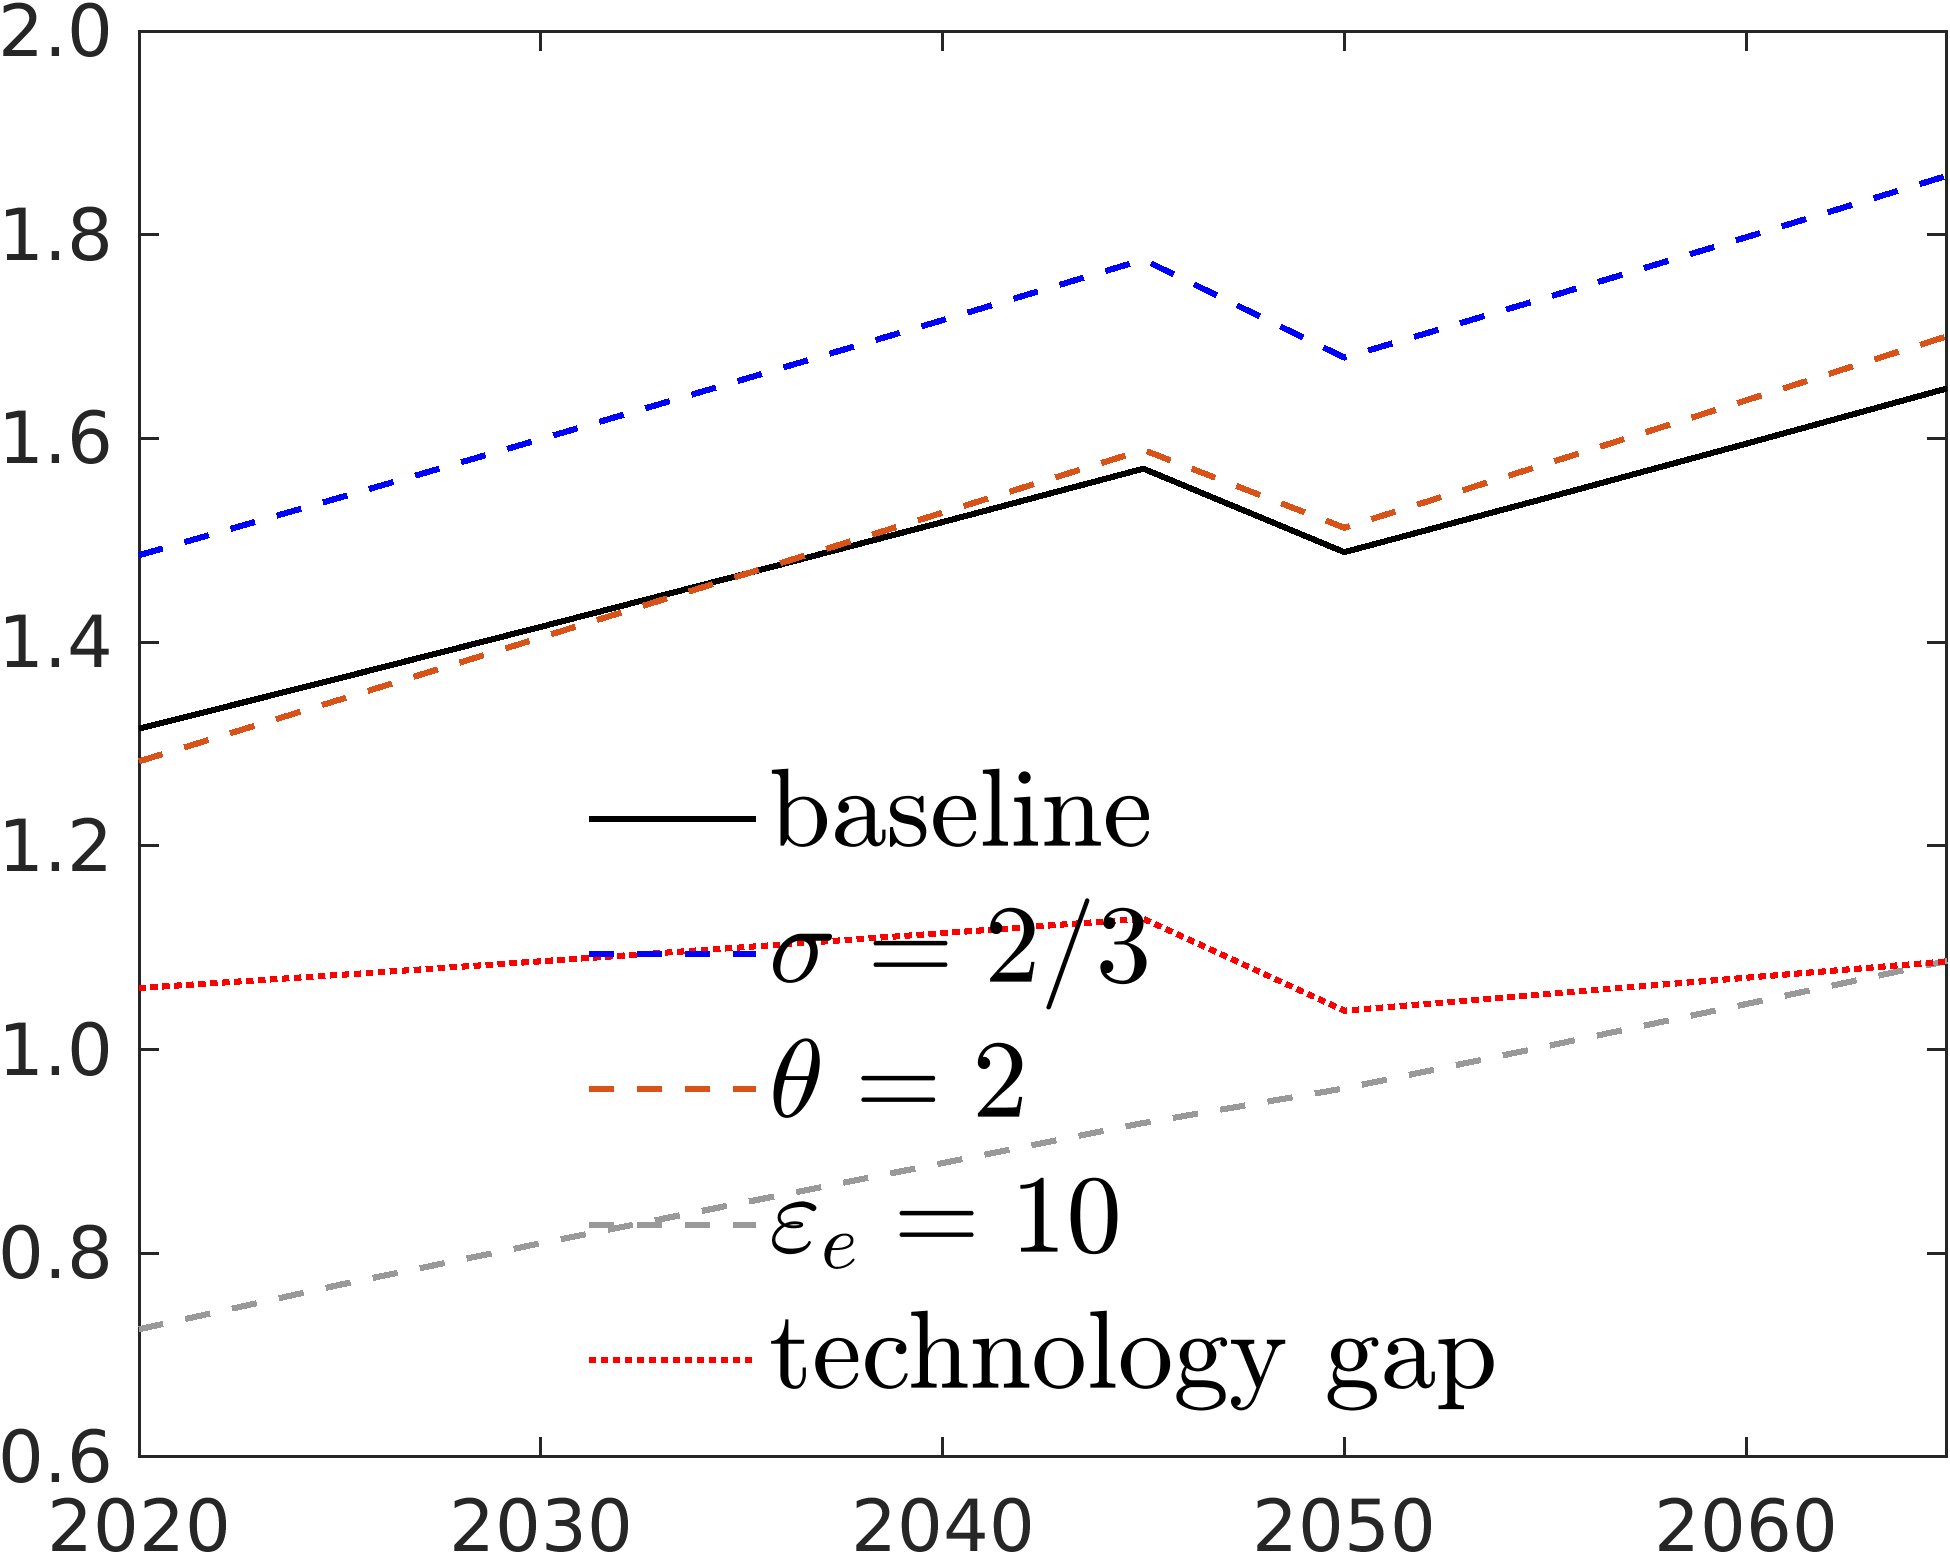 2.0
1.8
1.6
1.4
1.2
1.0
0.8
0.6
baseline
σ = 2/3
θ = 2
εₑ = 10
technology gap
2020 2030 2040 2050 2060